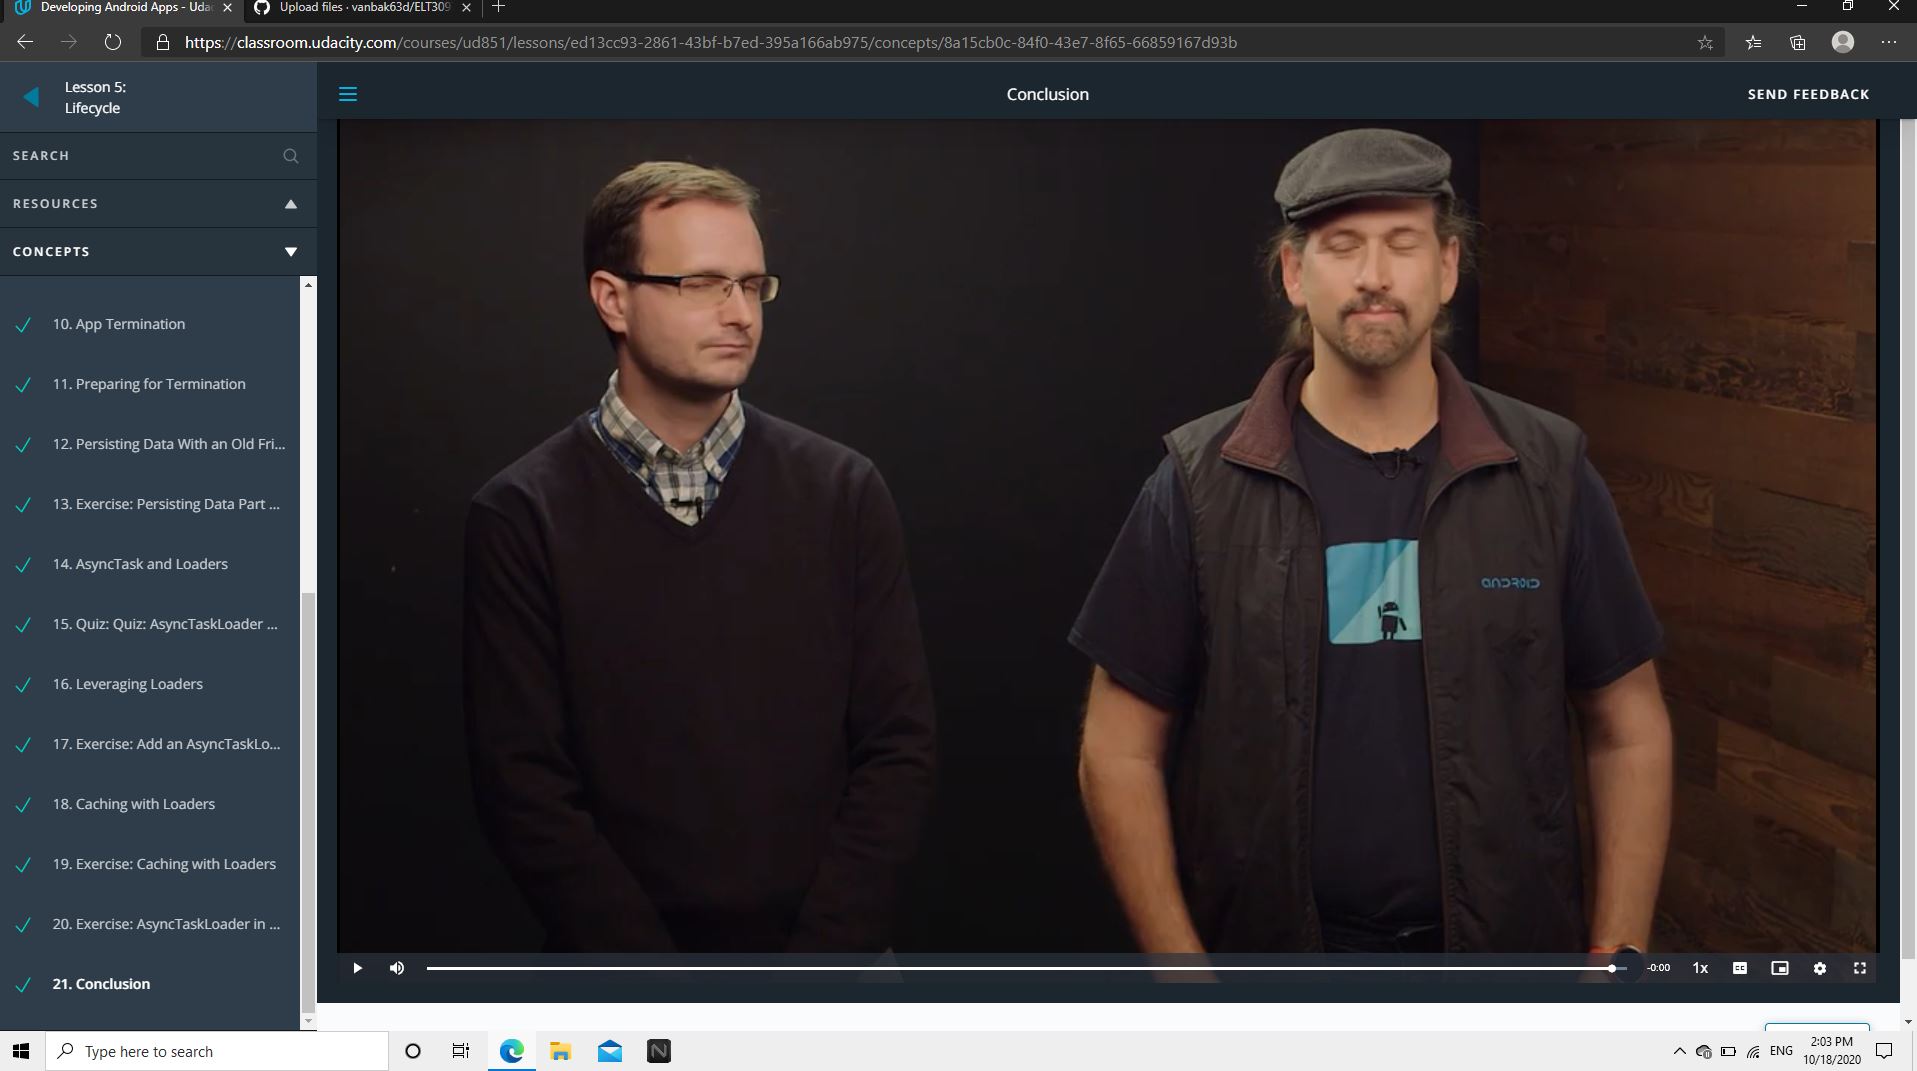 Developing Android Apps - Uda
Upload files · vanbak63d/ELT309
https://classroom.udacity.com/courses/ud851/lessons/ed13cc93-2861-43bf-b7ed-395a166ab975/concepts/8a15cb0c-84f0-43e7-8f65-66859167d93b
Lesson 5:
Lifecycle
Conclusion
SEND FEEDBACK
SEARCH
RESOURCES
CONCEPTS
10. App Termination
11. Preparing for Termination
12. Persisting Data With an Old Fri...
13. Exercise: Persisting Data Part ...
14. AsyncTask and Loaders
15. Quiz: Quiz: AsyncTaskLoader ...
16. Leveraging Loaders
17. Exercise: Add an AsyncTaskLo...
18. Caching with Loaders
19. Exercise: Caching with Loaders
20. Exercise: AsyncTaskLoader in ...
21. Conclusion
ANDROID
-0:00
1x
CC
Type here to search
N
ENG
2:03 PM
10/18/2020